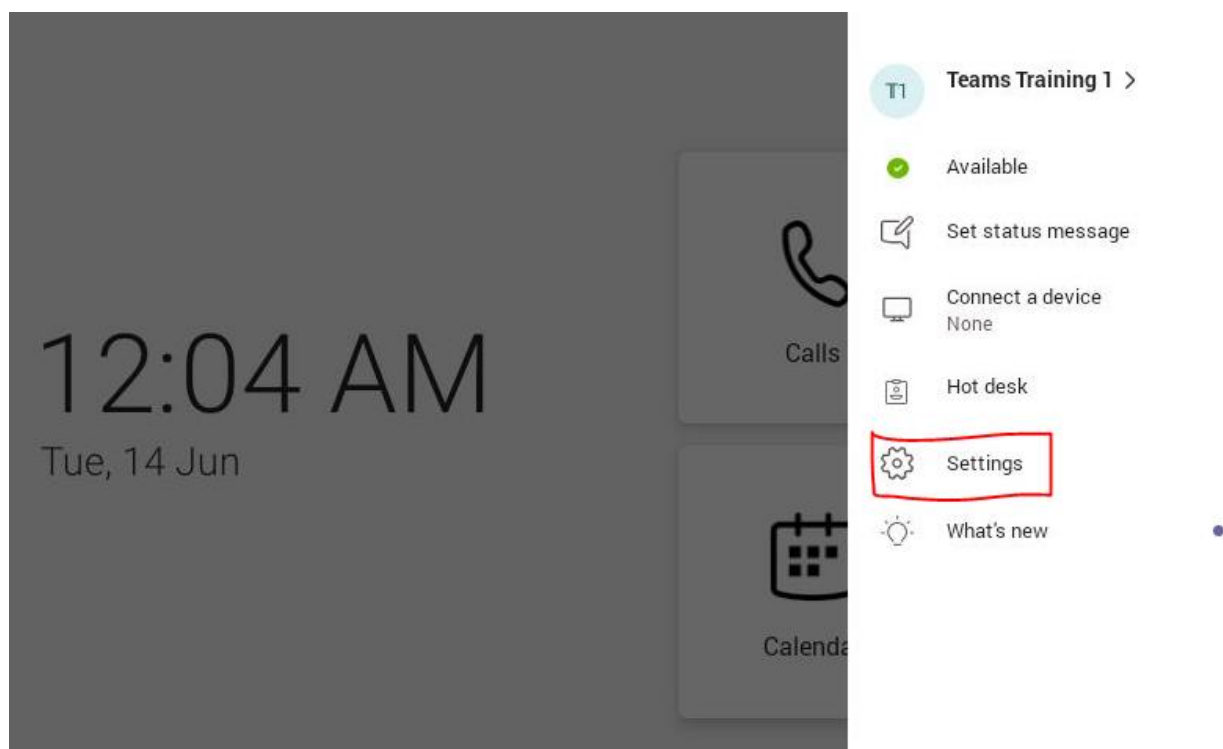 12:04 AM
Tue, 14 Jun
Calls
Calenda
T1
Teams Training 1 >
Available
Set status message
Connect a device
None
Hot desk
Settings
What's new